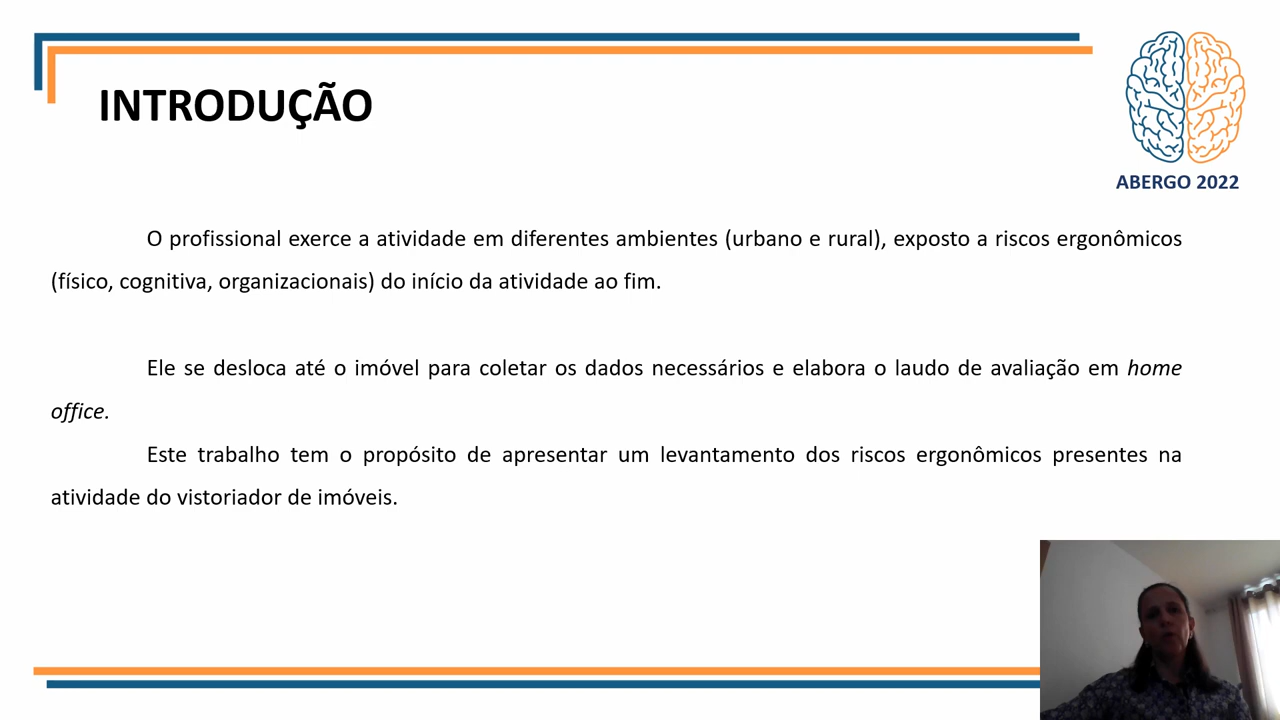 INTRODUÇÃO
ABERGO 2022
O profissional exerce a atividade em diferentes ambientes (urbano e rural), exposto a riscos ergonômicos
(físico, cognitiva, organizacionais) do início da atividade ao fim.
Ele se desloca até o imóvel para coletar os dados necessários e elabora o laudo de avaliação em home
office.
Este trabalho tem o propósito de apresentar um levantamento dos riscos ergonômicos presentes na
atividade do vistoriador de imóveis.